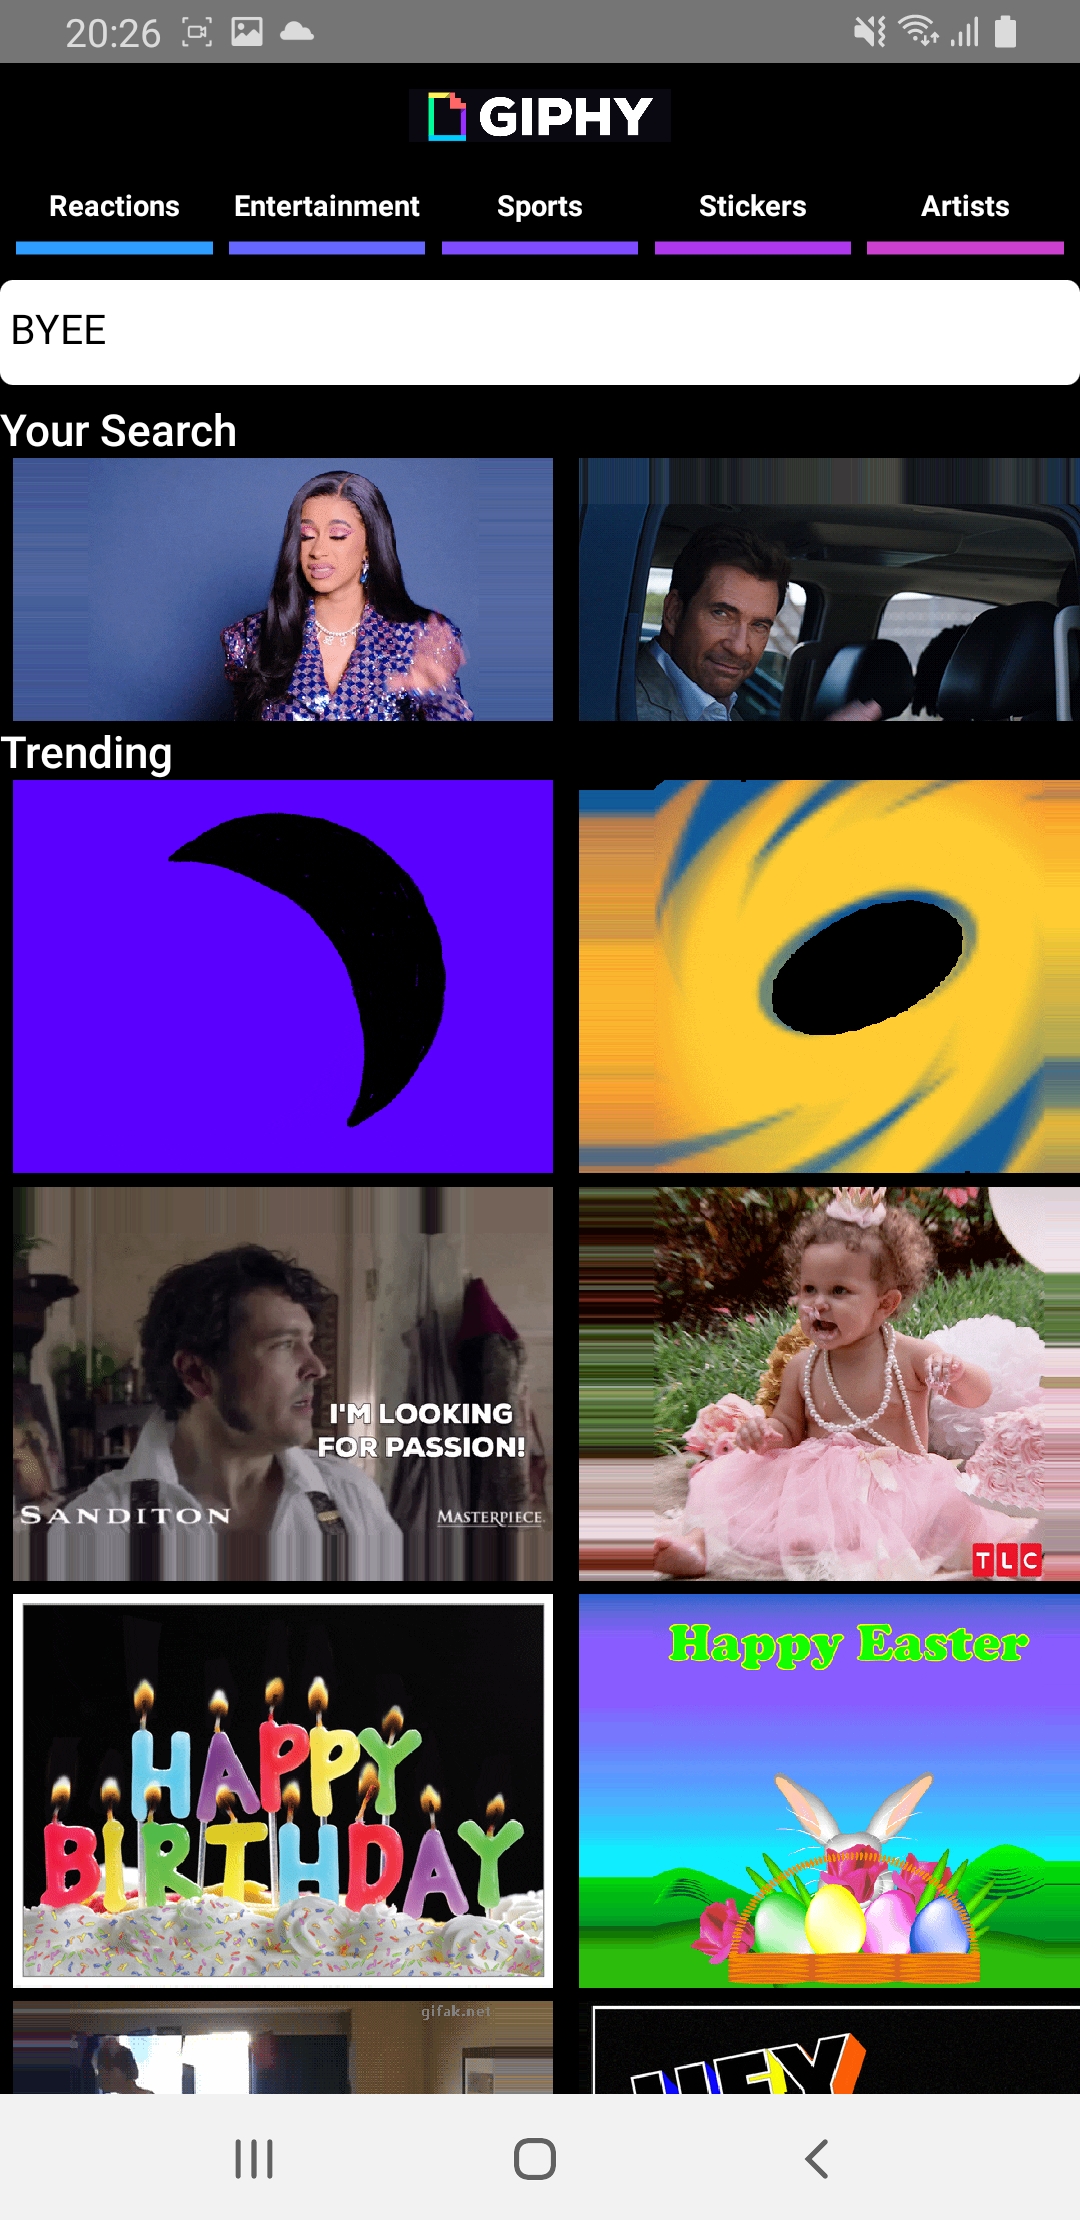 20:26
GIPHY
Reactions Entertainment Sports Stickers Artists
BYEE
Your Search
Trending
I'M LOOKING
FOR PASSION!
SANDITON
MASTERPIECE
TLC
HAPPY
BIRTHDAY
Happy Easter
gifak.net
HEY